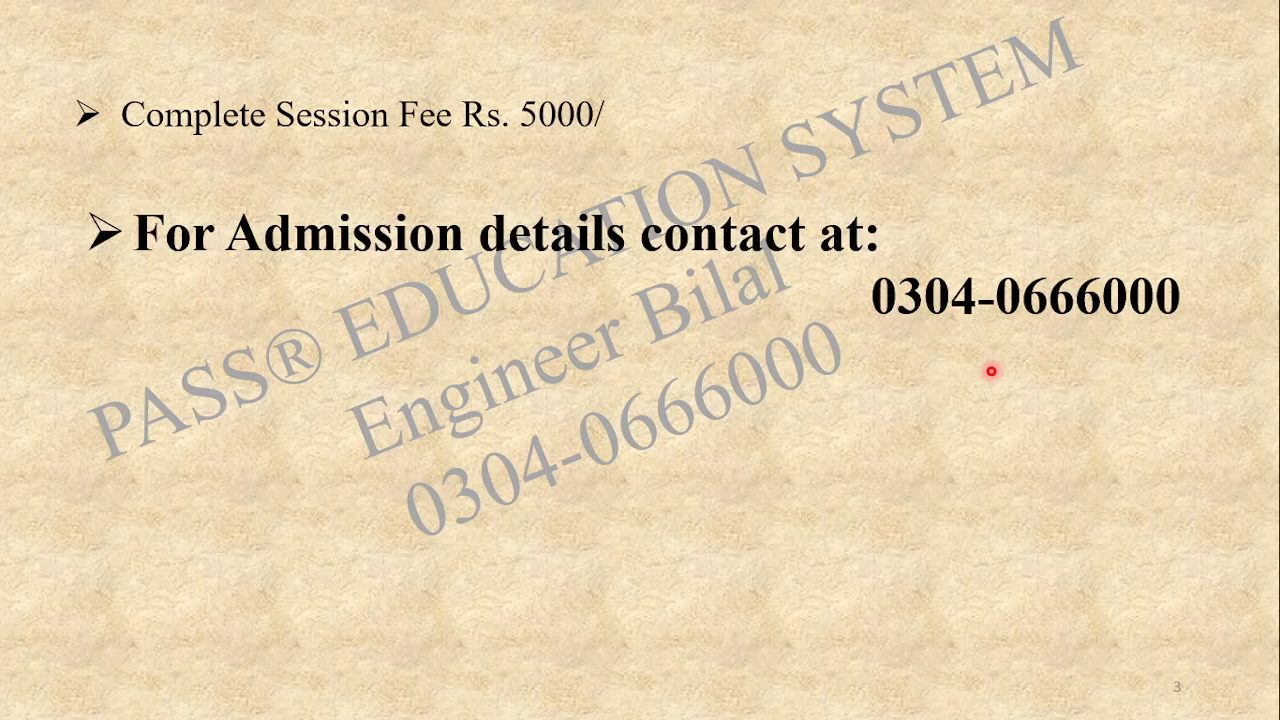 ➢ Complete Session Fee Rs. 5000/
➢ For Admission details contact at:
0304-0666000
PASS® EDUCATION SYSTEM
Engineer Bilal
0304-0666000
3